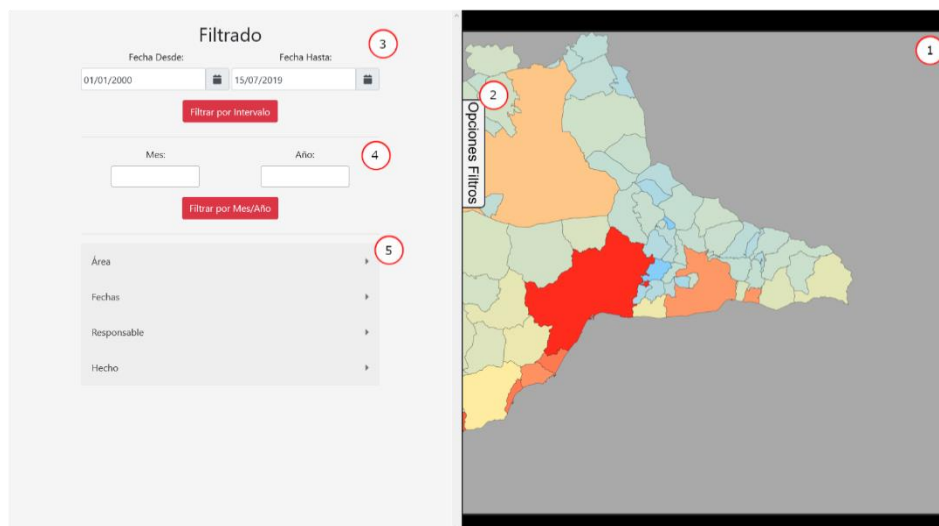 Filtrado
3
Fecha Desde: Fecha Hasta:
01/01/2000 15/07/2019
Filtrar por Intervalo
Mes: Año:
4
Filtrar por Mes/Año
5
Área
Fechas
Responsable
Hecho
1
2
Opciones Filtros